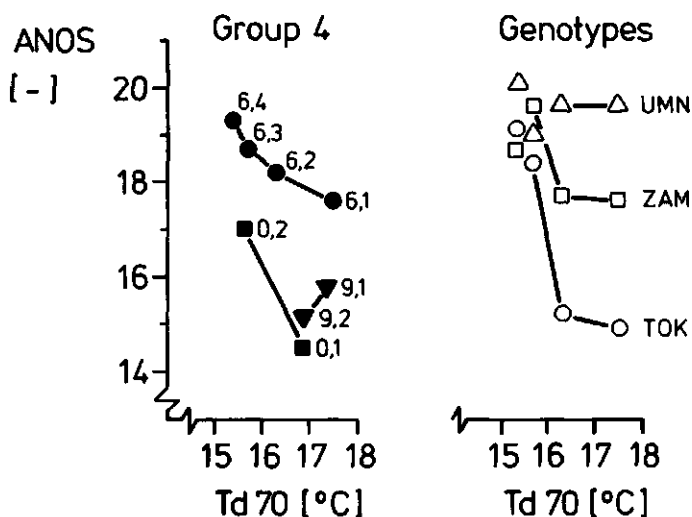 ANOS
[-]
Group 4
Genotypes
20
18
16
14
6,4
6,3
6,2
6,1
0,2
9,1
9,2
0,1
UMN
ZAM
TOK
15 16 17 18
15 16 17 18
Td 70 [°C]
Td 70 [°C]